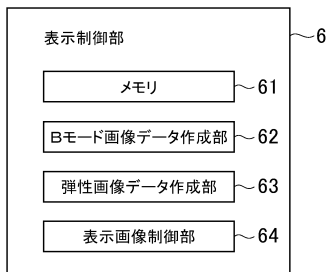 表示制御部 6
メモリ 61
Bモード画像データ作成部 62
弾性画像データ作成部 63
表示画像制御部 64